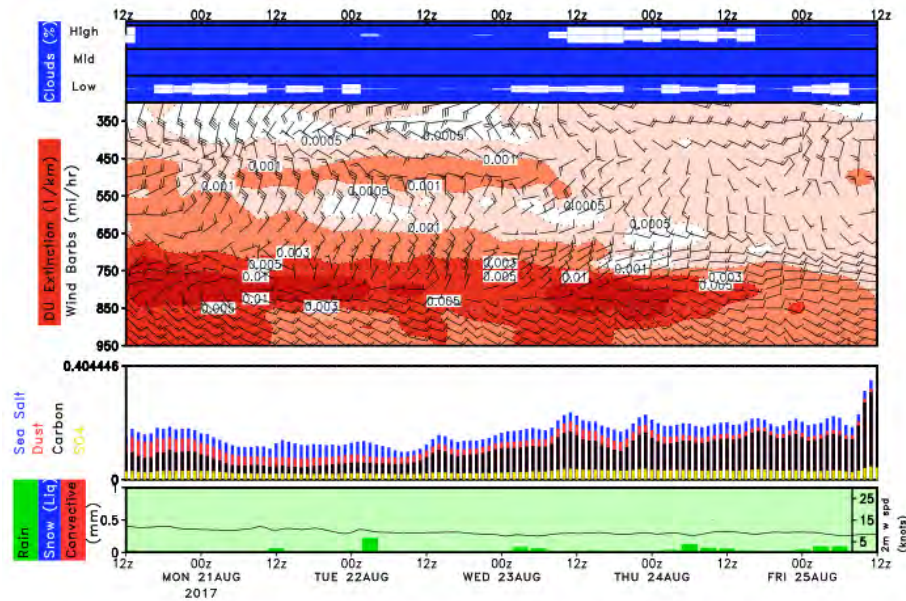 12z 00z 12z 00z 12z 00z 12z 00z 12z 00z 12z
Clouds (%)
High
Mid
Low
DU Extinction (1/km)
Wind Barbs (mi/hr)
350
450
550
650
750
850
950
0.0005
0.001
0.001
0.001
0.001
0.0005
0.0005
0.001
0.0005
0.003
0.003
0.005
0.005
0.01
0.01
0.001
0.003
0.005
0.01
0.005
0.003
0.005
0.404446
0
Sea Salt
Dust
Carbon
SO4
Rain
Snow (Liq)
Convective
(mm)
1
0.5
0
25
15
5
2m w spd
(knots)
12z 00z 12z 00z 12z 00z 12z 00z 12z 00z 12z
MON 21AUG TUE 22AUG WED 23AUG THU 24AUG FRI 25AUG
2017